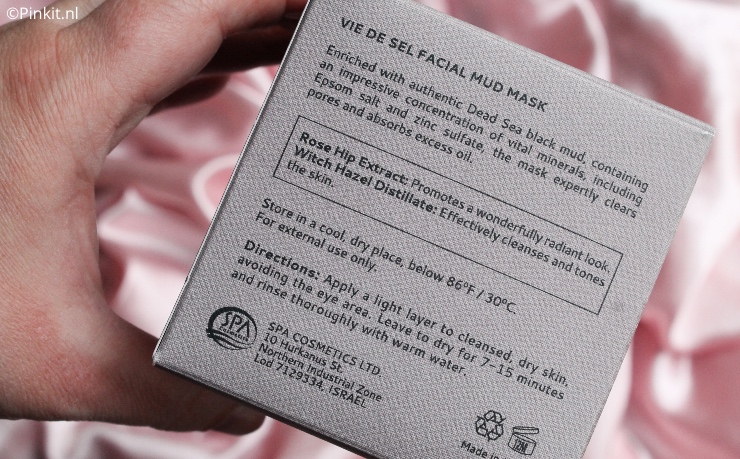 ©Pinkit.nl
VIE DE SEL FACIAL MUD MASK
Enriched with authentic Dead Sea black mud, containing
an impressive concentration of vital minerals, including
Epsom salt and zinc sulfate, the mask expertly clears
pores and absorbs excess oil.
Rose Hip Extract: Promotes a wonderfully radiant look.
Witch Hazel Distillate: Effectively cleanses and tones
the skin.
Store in a cool, dry place, below 86°F / 30°C.
For external use only.
Directions: Apply a light layer to cleansed, dry skin,
avoiding the eye area. Leave to dry for 7-15 minutes
and rinse thoroughly with warm water.
SPA
SPA COSMETICS LTD.
10 Hurkanus St.
Northern Industrial Zone
Lod 7129334, ISRAEL
12M
Made in